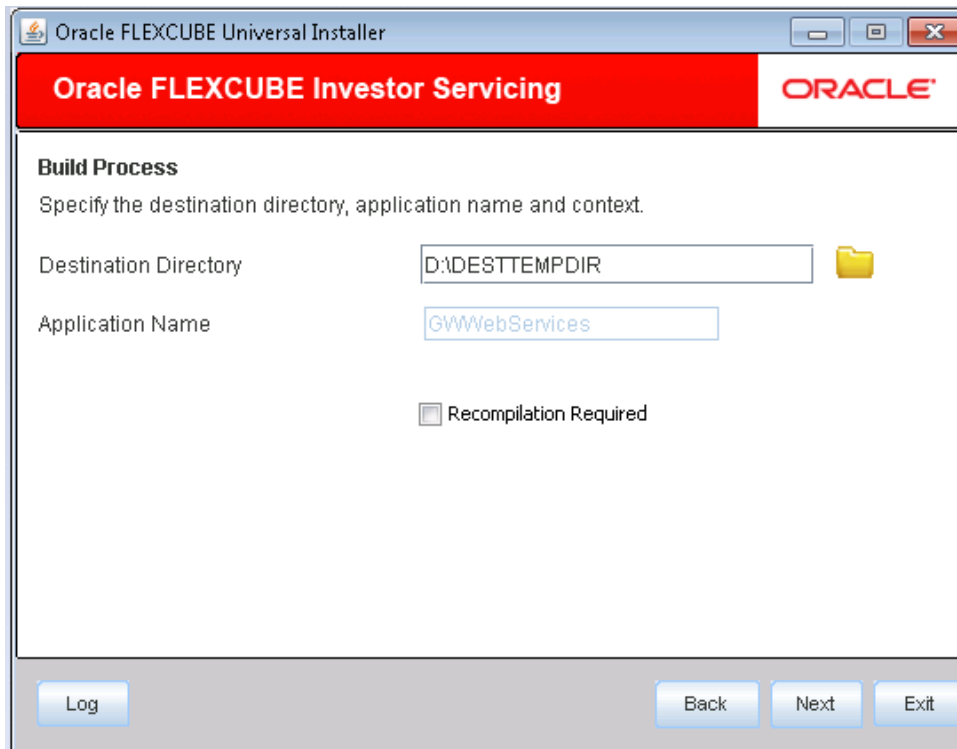 Oracle FLEXCUBE Universal Installer
Oracle FLEXCUBE Investor Servicing
ORACLE
Build Process
Specify the destination directory, application name and context.
Destination Directory
D:\DESTTEMPDIR
Application Name
GWWebServices
Recompilation Required
Log
Back
Next
Exit